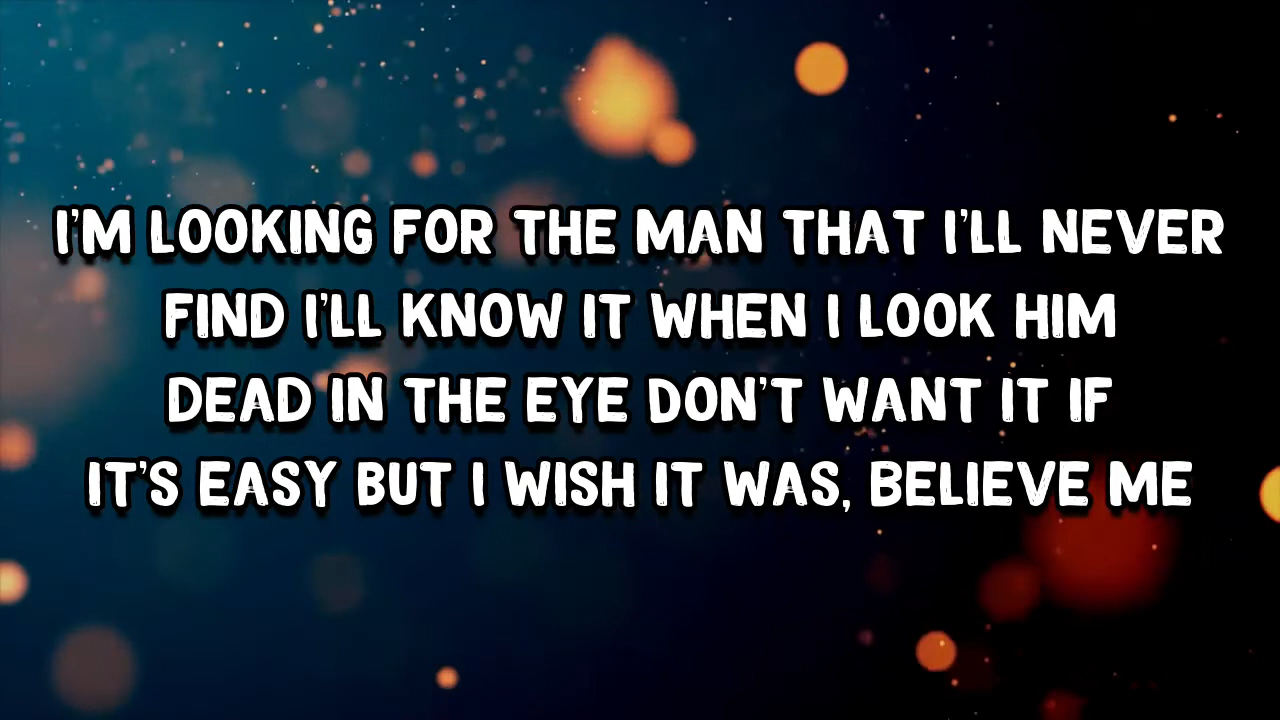 I'M LOOKING FOR THE MAN THAT I'LL NEVER
FIND I'LL KNOW IT WHEN I LOOK HIM
DEAD IN THE EYE DON'T WANT IT IF
IT'S EASY BUT I WISH IT WAS, BELIEVE ME